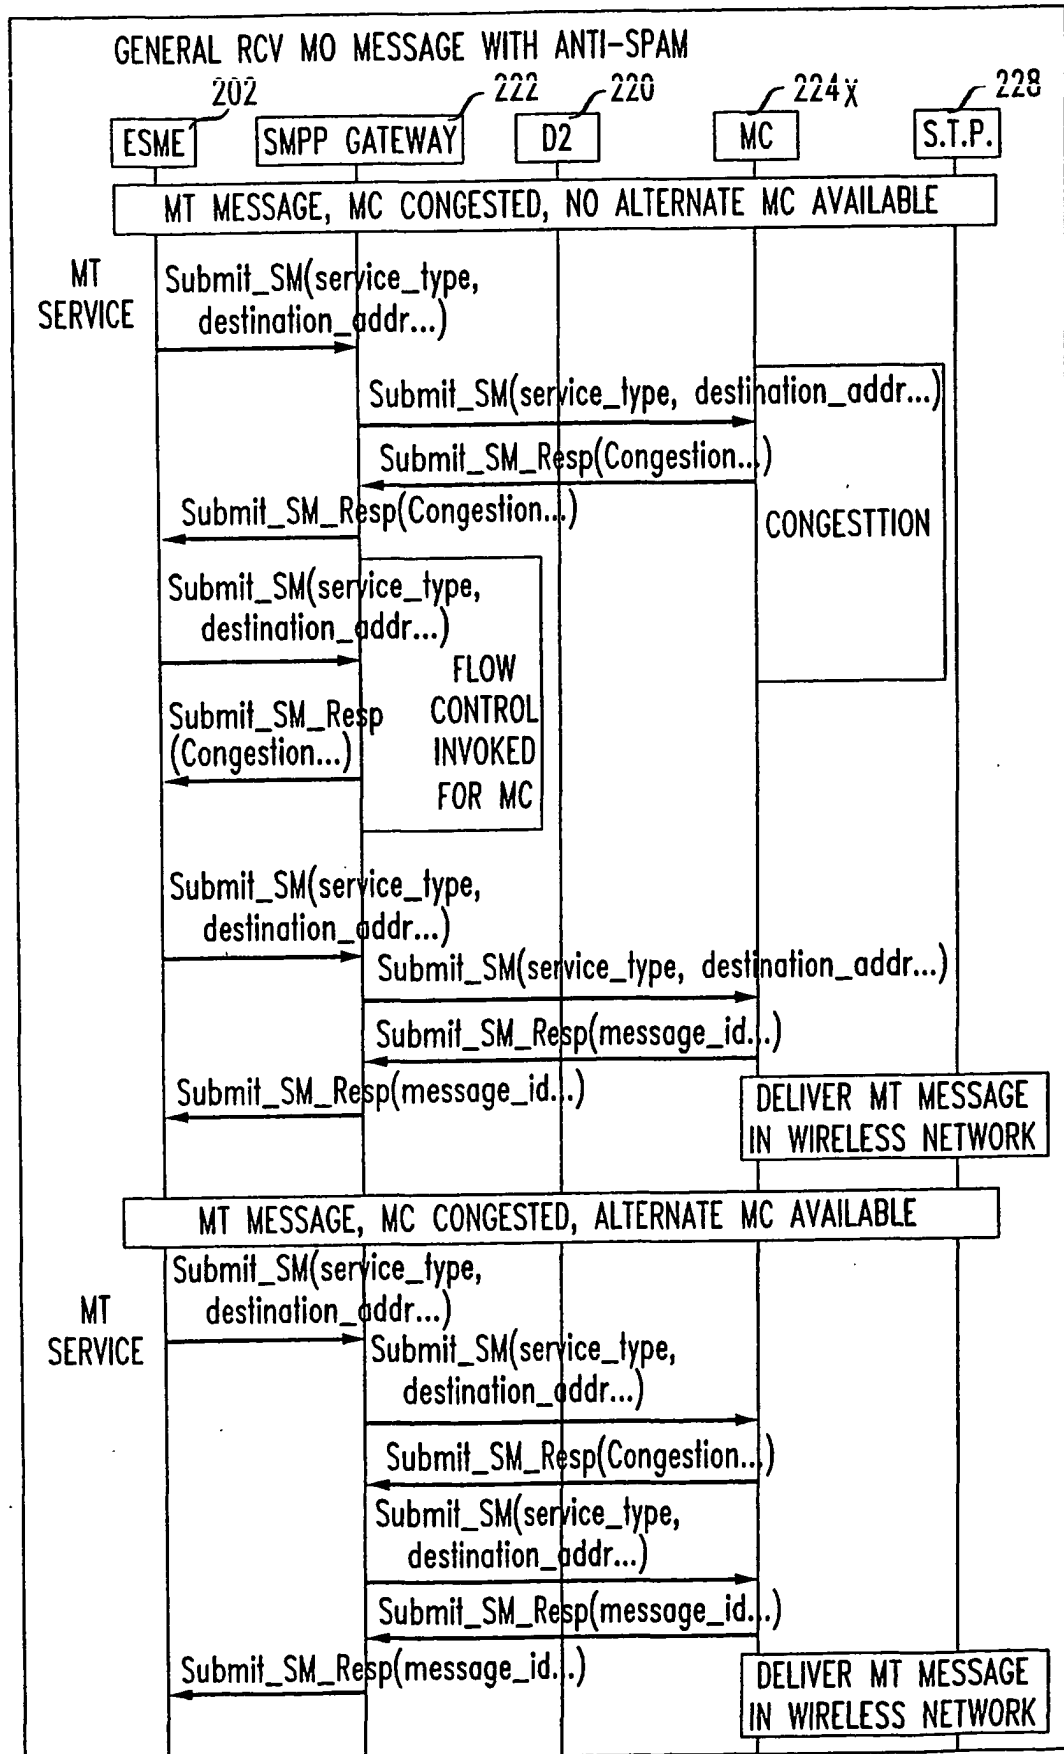 GENERAL RCV MO MESSAGE WITH ANTI-SPAM
202 222 220 224X 228
ESME SMPP GATEWAY D2 MC S.T.P.
MT MESSAGE, MC CONGESTED, NO ALTERNATE MC AVAILABLE
MT
SERVICE
Submit_SM(service_type,
destination_addr...)
Submit_SM(service_type, destination_addr...)
Submit_SM_Resp(Congestion...)
Submit_SM_Resp(Congestion...)
CONGESTTION
Submit_SM(service_type,
destination_addr...)
FLOW
CONTROL
INVOKED
FOR MC
Submit_SM_Resp
(Congestion...)
Submit_SM(service_type,
destination_addr...)
Submit_SM(service_type, destination_addr...)
Submit_SM_Resp(message_id...)
Submit_SM_Resp(message_id...)
DELIVER MT MESSAGE
IN WIRELESS NETWORK
MT MESSAGE, MC CONGESTED, ALTERNATE MC AVAILABLE
MT
SERVICE
Submit_SM(service_type,
destination_addr...)
Submit_SM(service_type,
destination_addr...)
Submit_SM_Resp(Congestion...)
Submit_SM(service_type,
destination_addr...)
Submit_SM_Resp(message_id...)
Submit_SM_Resp(message_id...)
DELIVER MT MESSAGE
IN WIRELESS NETWORK